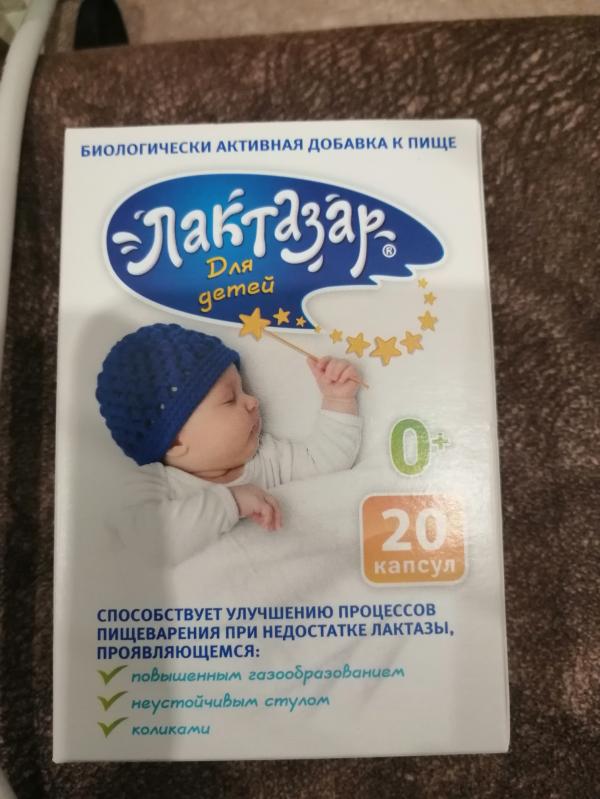 БИОЛОГИЧЕСКИ АКТИВНАЯ ДОБАВКА К ПИЩЕ
Лактазар®
Для
детей
0+
20
капсул
СПОСОБСТВУЕТ УЛУЧШЕНИЮ ПРОЦЕССОВ
ПИЩЕВАРЕНИЯ ПРИ НЕДОСТАТКЕ ЛАКТАЗЫ,
ПРОЯВЛЯЮЩЕМСЯ:
повышенным газообразованием
неустойчивым стулом
коликами